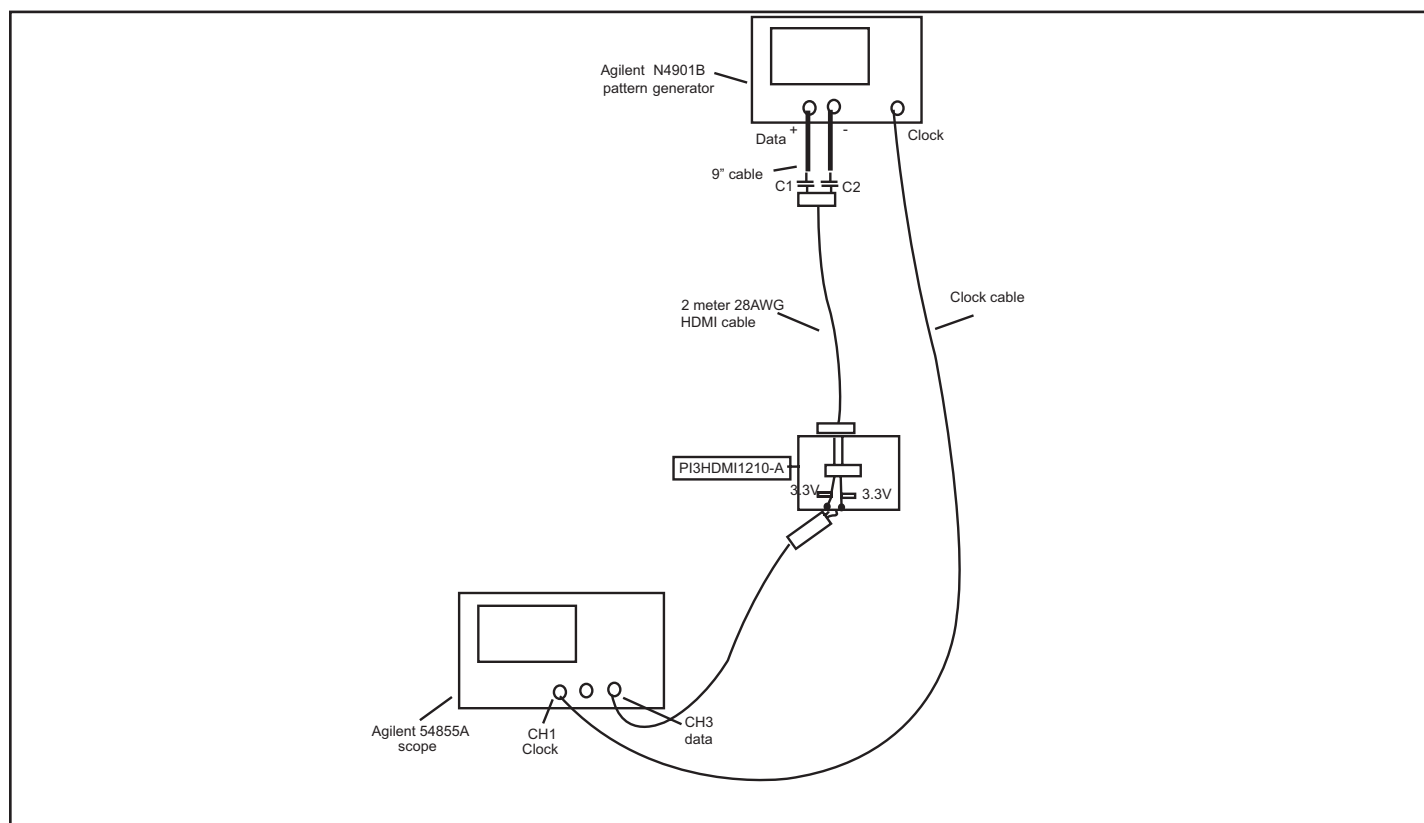 Agilent N4901B
pattern generator
Data
+
-
Clock
9” cable
C1
C2
2 meter 28AWG
HDMI cable
Clock cable
PI3HDMI1210-A
3.3V
3.3V
Agilent 54855A
scope
CH1
Clock
CH3
data